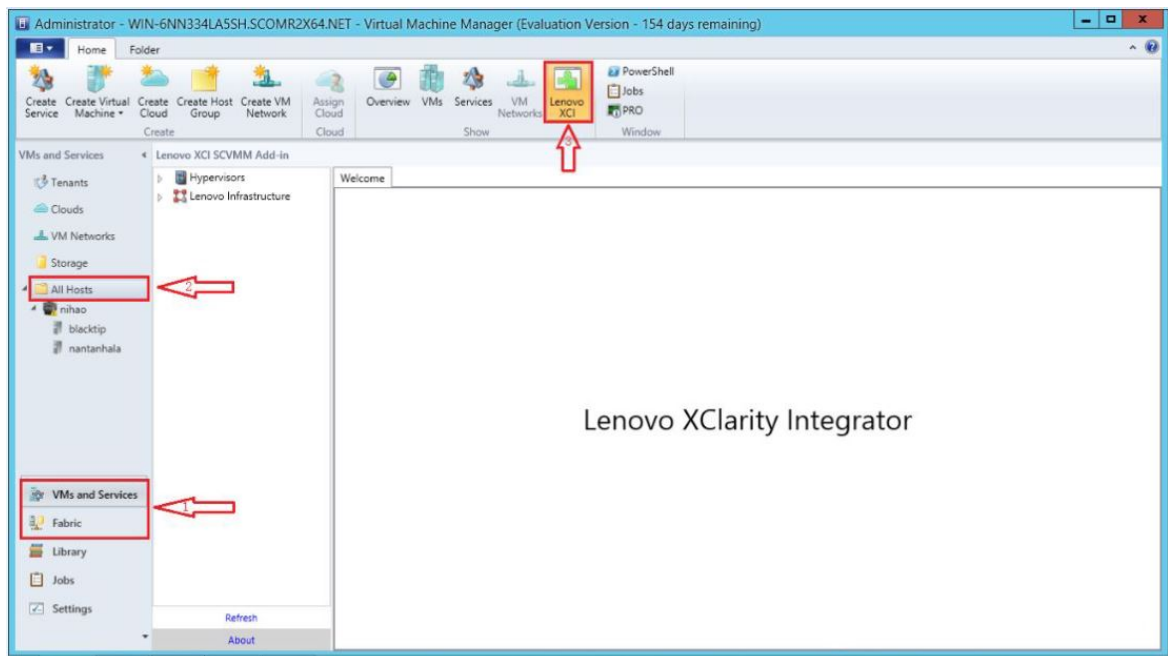 Administrator - WIN-6NN334LA5SH.SCOMR2X64.NET - Virtual Machine Manager (Evaluation Version - 154 days remaining)
Home Folder
Create Service
Create Virtual Machine
Create Cloud
Create Host Group
Create VM Network
Assign Cloud
Overview
VMs
Services
VM Networks
Lenovo XCI
PowerShell
Jobs
PRO
Create Cloud Show Window
3
VMs and Services
Lenovo XCI SCVMM Add-in
Tenants
Clouds
VM Networks
Storage
All Hosts
2
nihao
blacktip
nantanhala
VMs and Services
1
Fabric
Library
Jobs
Settings
Hypervisors
Lenovo Infrastructure
Refresh
About
Welcome
Lenovo XClarity Integrator